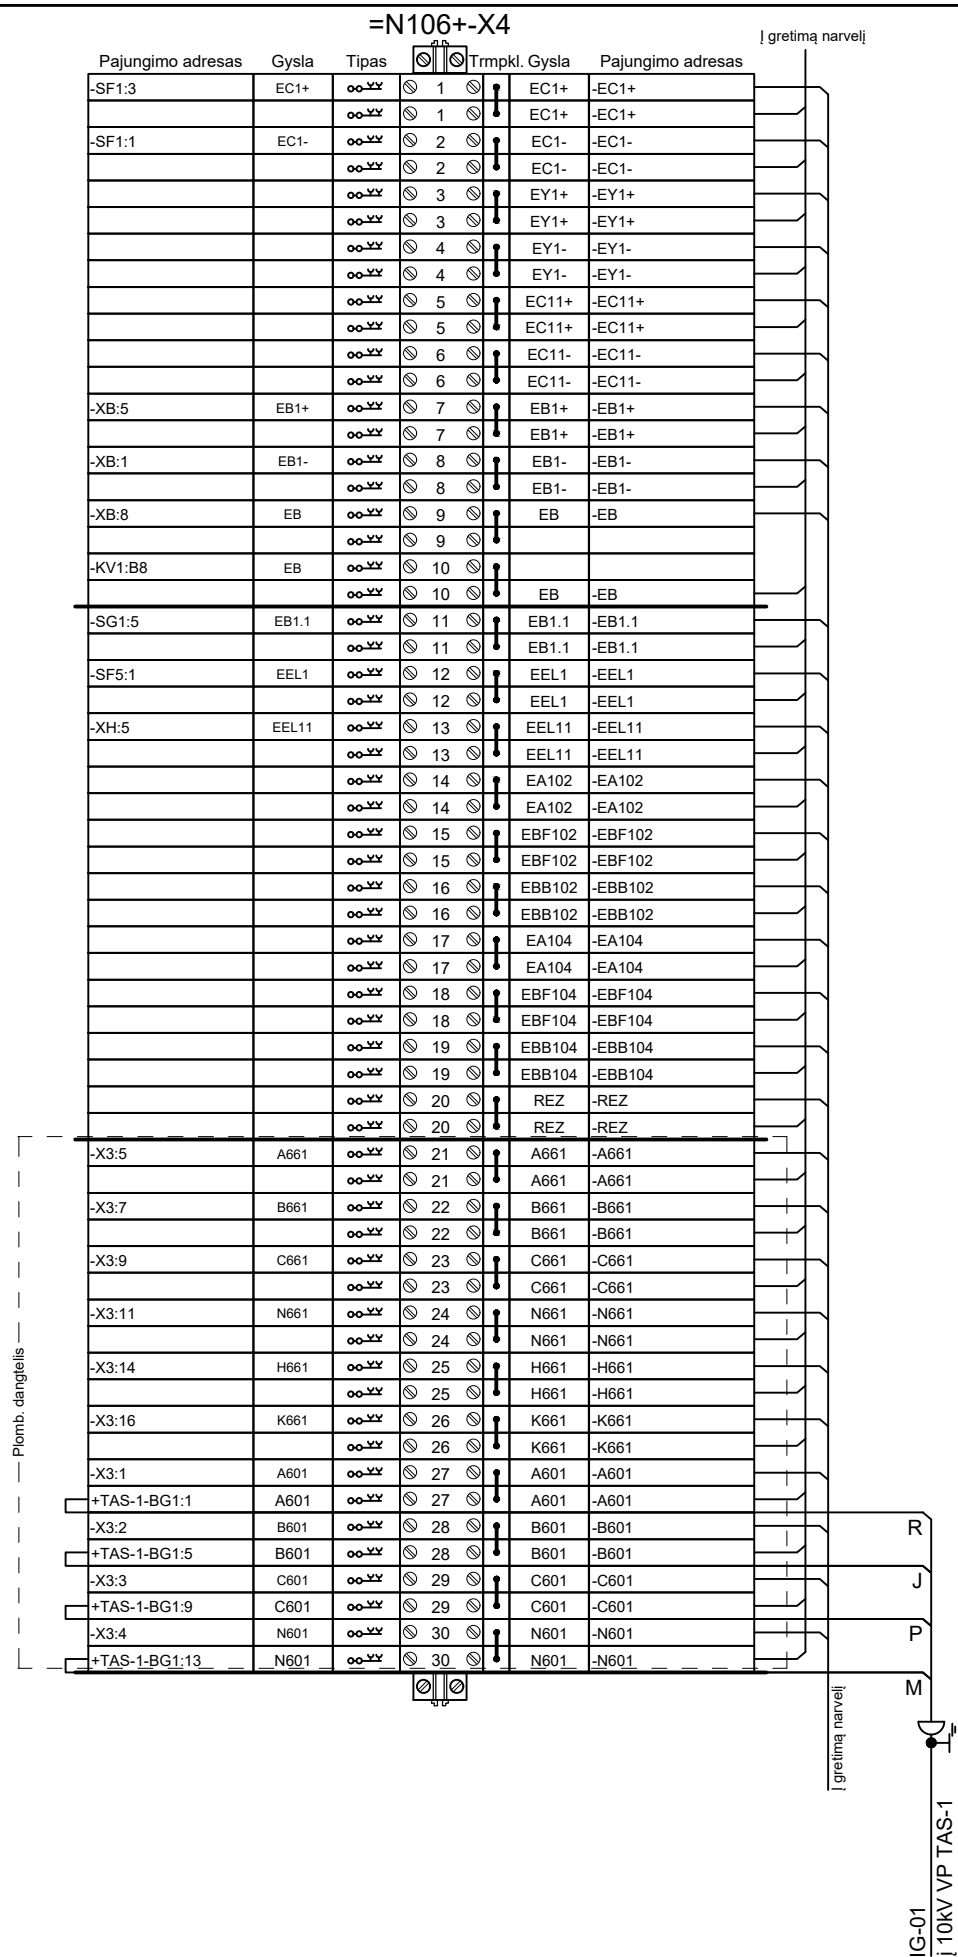 =N106+-X4
Į gretimą narvelį
Pajungimo adresas Gysla Tipas Trmpkl. Gysla Pajungimo adresas
-SF1:3 EC1+ 1 EC1+ -EC1+
1 EC1+ -EC1+
-SF1:1 EC1- 2 EC1- -EC1-
2 EC1- -EC1-
3 EY1+ -EY1+
3 EY1+ -EY1+
4 EY1- -EY1-
4 EY1- -EY1-
5 EC11+ -EC11+
5 EC11+ -EC11+
6 EC11- -EC11-
6 EC11- -EC11-
-XB:5 EB1+ 7 EB1+ -EB1+
7 EB1+ -EB1+
-XB:1 EB1- 8 EB1- -EB1-
8 EB1- -EB1-
-XB:8 EB 9 EB -EB
9
-KV1:B8 EB 10
10 EB -EB
-SG1:5 EB1.1 11 EB1.1 -EB1.1
11 EB1.1 -EB1.1
-SF5:1 EEL1 12 EEL1 -EEL1
12 EEL1 -EEL1
-XH:5 EEL11 13 EEL11 -EEL11
13 EEL11 -EEL11
14 EA102 -EA102
14 EA102 -EA102
15 EBF102 -EBF102
15 EBF102 -EBF102
16 EBB102 -EBB102
16 EBB102 -EBB102
17 EA104 -EA104
17 EA104 -EA104
18 EBF104 -EBF104
18 EBF104 -EBF104
19 EBB104 -EBB104
19 EBB104 -EBB104
20 REZ -REZ
20 REZ -REZ
-X3:5 A661 21 A661 -A661
21 A661 -A661
-X3:7 B661 22 B661 -B661
22 B661 -B661
-X3:9 C661 23 C661 -C661
23 C661 -C661
-X3:11 N661 24 N661 -N661
24 N661 -N661
-X3:14 H661 25 H661 -H661
25 H661 -H661
-X3:16 K661 26 K661 -K661
26 K661 -K661
-X3:1 A601 27 A601 -A601
+TAS-1-BG1:1 A601 27 A601 -A601
-X3:2 B601 28 B601 -B601
+TAS-1-BG1:5 B601 28 B601 -B601
-X3:3 C601 29 C601 -C601
+TAS-1-BG1:9 C601 29 C601 -C601
-X3:4 N601 30 N601 -N601
+TAS-1-BG1:13 N601 30 N601 -N601
Plomb. dangtelis
R
J
P
M
Į gretimą narvelį
IG-01
į 10kV VP TAS-1